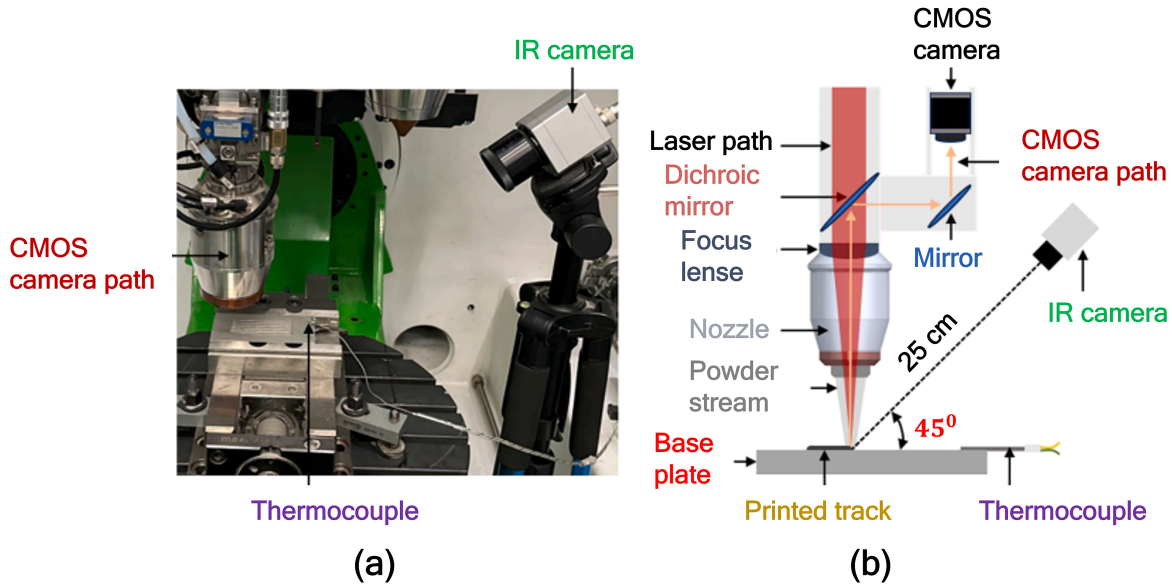 IR camera
CMOS
camera path
Thermocouple
(a)
CMOS
camera
Laser path
CMOS
camera path
Dichroic
mirror
Focus
lense
Mirror
IR camera
Nozzle
25 cm
Powder
stream
45⁰
Base
plate
Printed track
Thermocouple
(b)